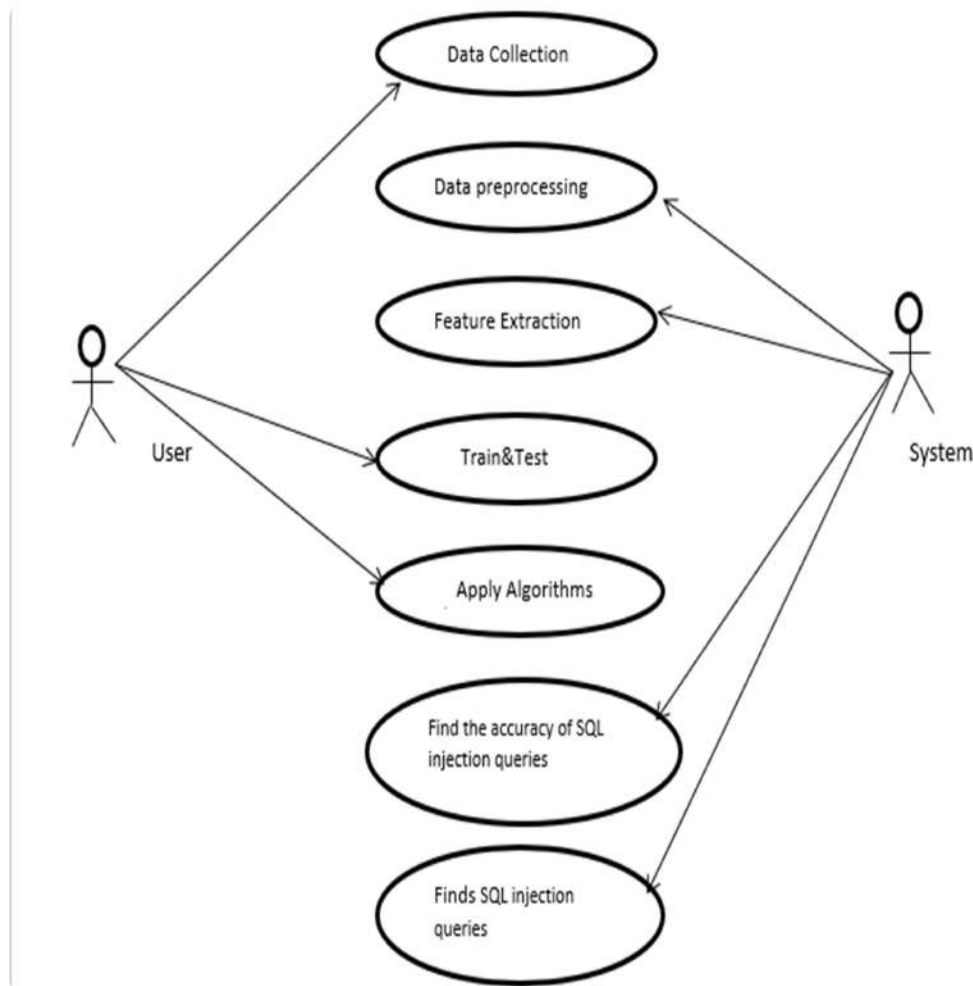 Data Collection
Data preprocessing
Feature Extraction
User
Train&Test
System
Apply Algorithms
Find the accuracy of SQL
injection queries
Finds SQL injection
queries